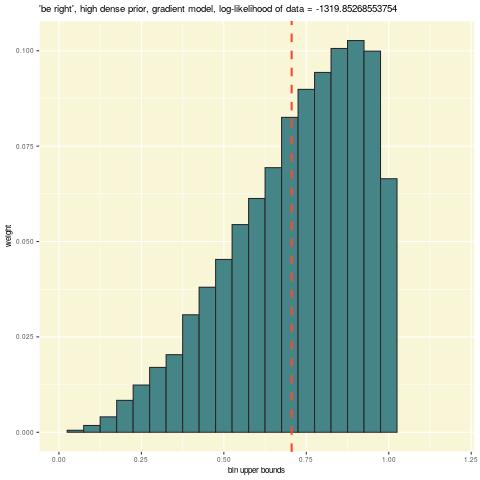 'be right', high dense prior, gradient model, log-likelihood of data = -1319.85268553754
0.100
0.075
0.050
0.025
0.000
weight
0.00 0.25 0.50 0.75 1.00 1.25
bin upper bounds